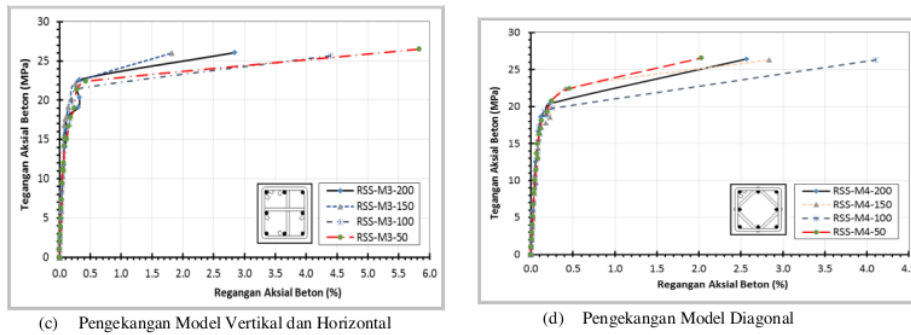 30
25
20
15
10
5
0
Tegangan Aksial Beton (MPa)
RSS-M3-200
RSS-M3-150
RSS-M3-100
RSS-M3-50
0.0 0.5 1.0 1.5 2.0 2.5 3.0 3.5 4.0 4.5 5.0 5.5 6.0
Regangan Aksial Beton (%)
(c) Pengekangan Model Vertikal dan Horizontal
30
25
20
15
10
5
0
Tegangan Aksial Beton (MPa)
RSS-M4-200
RSS-M4-150
RSS-M4-100
RSS-M4-50
0.0 0.5 1.0 1.5 2.0 2.5 3.0 3.5 4.0 4.5
Regangan Aksial Beton (%)
(d) Pengekangan Model Diagonal